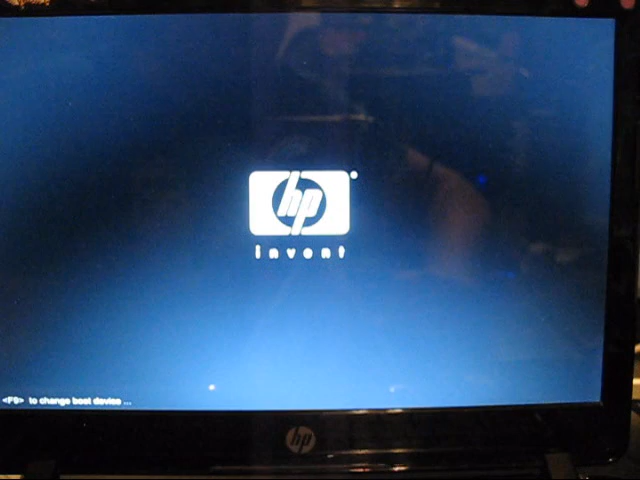 hp
invent
<F9> to change boot device ...
hp